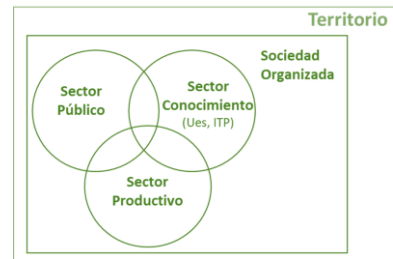 Territorio
Sociedad
Organizada
Sector
Público
Sector
Conocimiento
(Ues, ITP)
Sector
Productivo